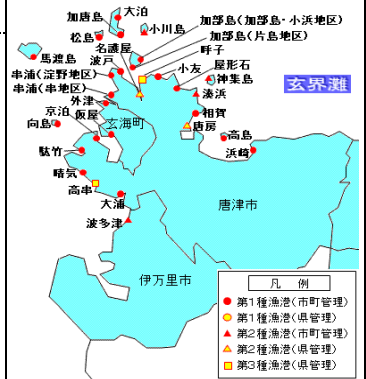 大泊
加唐島
小川島
松島
加部島(加部島・小浜地区)
名護屋
加部島(片島地区)
馬渡島
波戸
畔子
屋形石
串浦(淀野地区)
小友
神集島
串浦(串地区)
湊浜
玄界灘
外津
京泊
仮屋
相賀
向島
玄海町
唐房
高島
駄竹
浜崎
晴気
高串
大浦
唐津市
波多津
伊万里市
凡 例
第1種漁港(市町管理)
第1種漁港(県管理)
第2種漁港(市町管理)
第2種漁港(県管理)
第3種漁港(県管理)